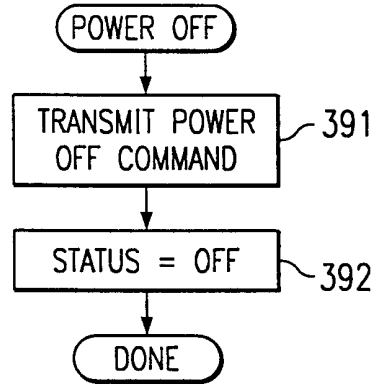 POWER OFF
TRANSMIT POWER
OFF COMMAND
391
STATUS = OFF
392
DONE